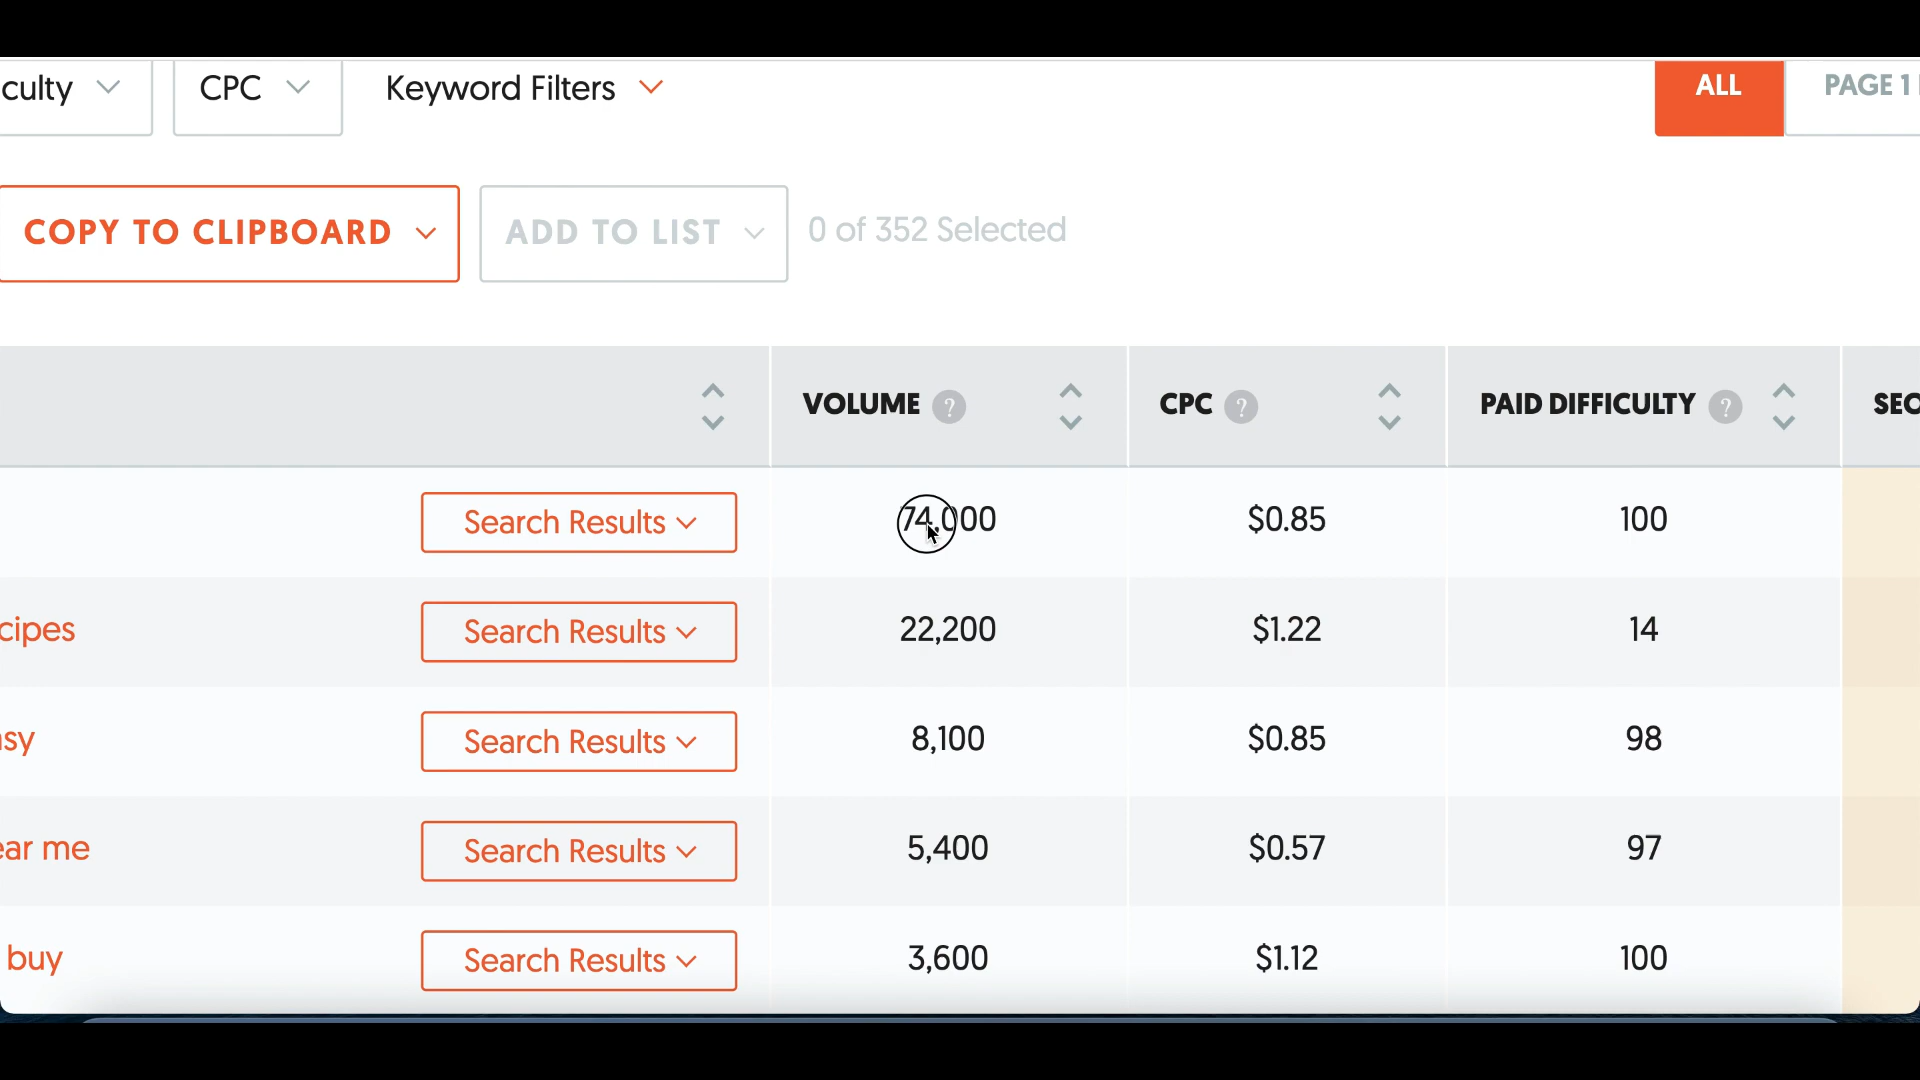 culty CPC Keyword Filters ALL PAGE 1
COPY TO CLIPBOARD ADD TO LIST 0 of 352 Selected
VOLUME ? CPC ? PAID DIFFICULTY ? SEO
Search Results 74,000 $0.85 100
cipes Search Results 22,200 $1.22 14
asy Search Results 8,100 $0.85 98
ear me Search Results 5,400 $0.57 97
buy Search Results 3,600 $1.12 100